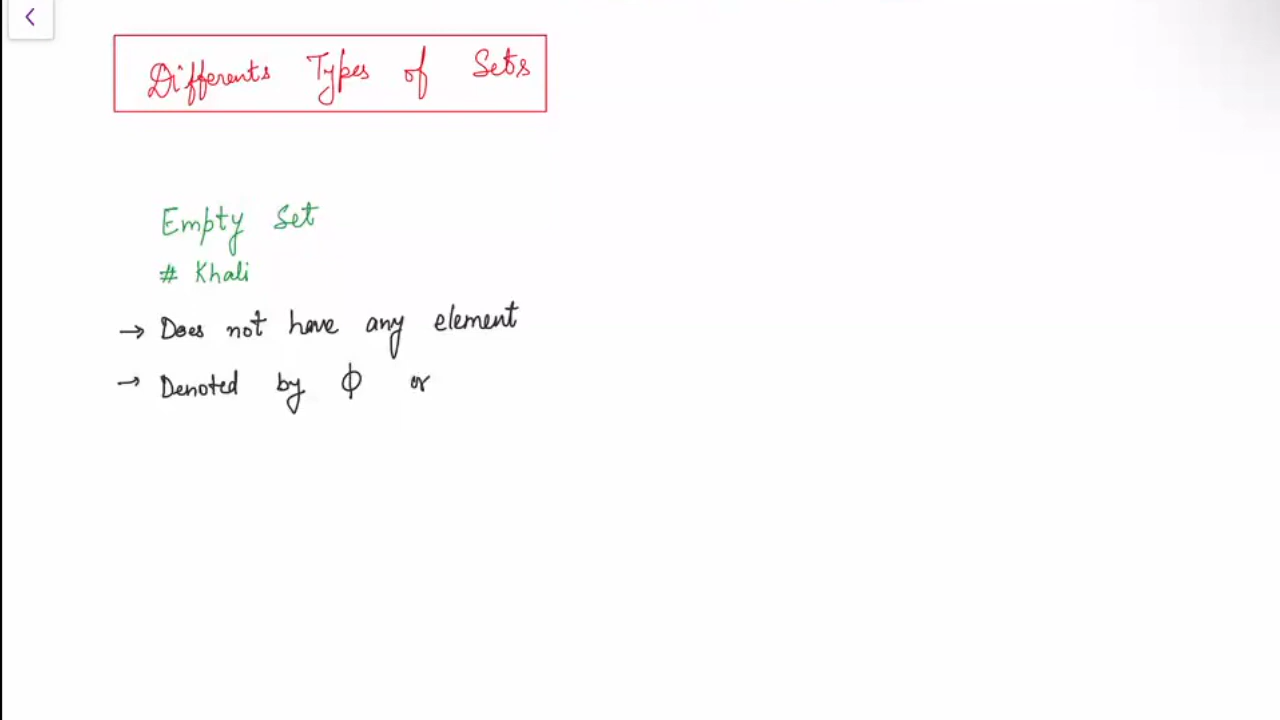 Differents Types of Sets
Empty Set
# Khali
→ Does not have any element
→ Denoted by ϕ or